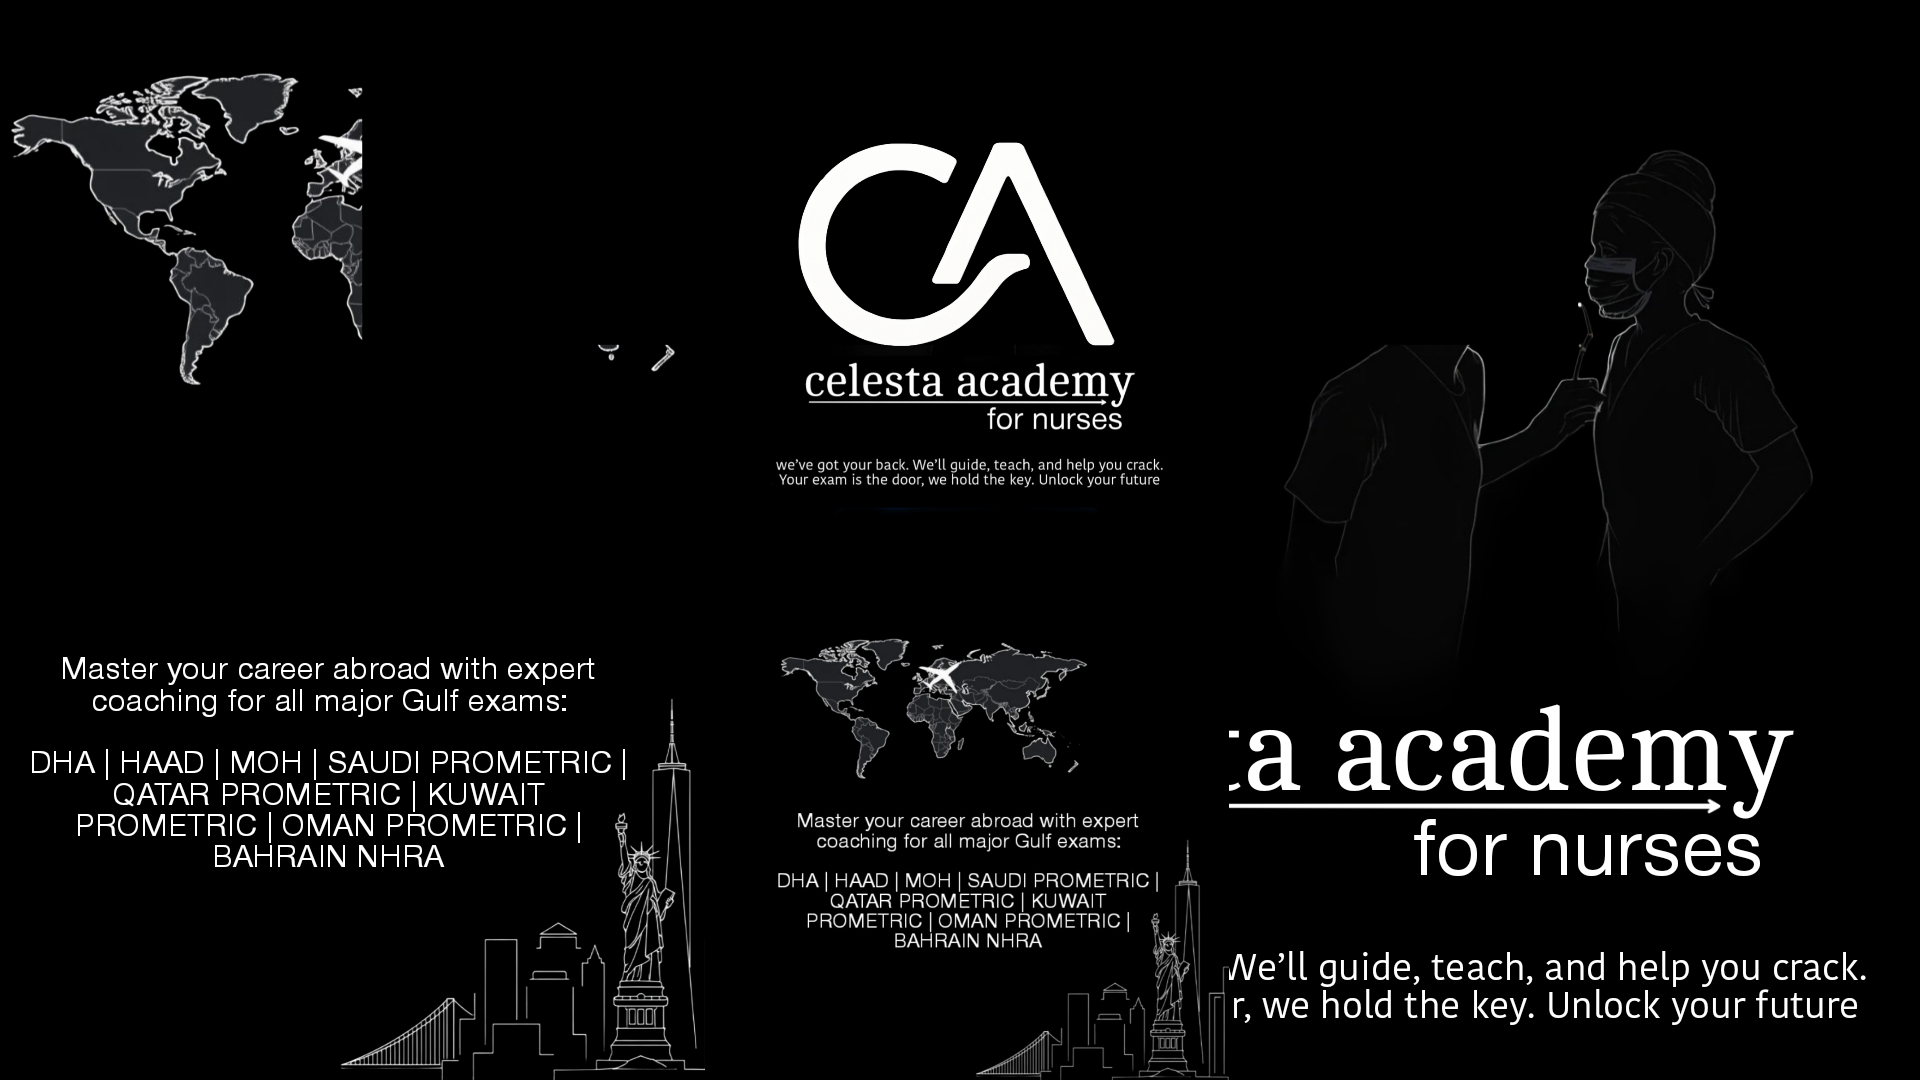 CA
celesta academy
for nurses
we've got your back. We'll guide, teach, and help you crack.
Your exam is the door, we hold the key. Unlock your future
Master your career abroad with expert
coaching for all major Gulf exams:
DHA | HAAD | MOH | SAUDI PROMETRIC |
QATAR PROMETRIC | KUWAIT
PROMETRIC | OMAN PROMETRIC |
BAHRAIN NHRA
Master your career abroad with expert
coaching for all major Gulf exams:
DHA | HAAD | MOH | SAUDI PROMETRIC |
QATAR PROMETRIC | KUWAIT
PROMETRIC | OMAN PROMETRIC |
BAHRAIN NHRA
ta academy
for nurses
We'll guide, teach, and help you crack.
r, we hold the key. Unlock your future